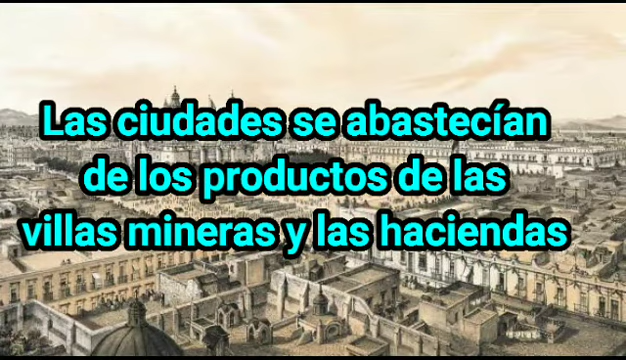 Las ciudades se abastecían
de los productos de las
villas mineras y las haciendas